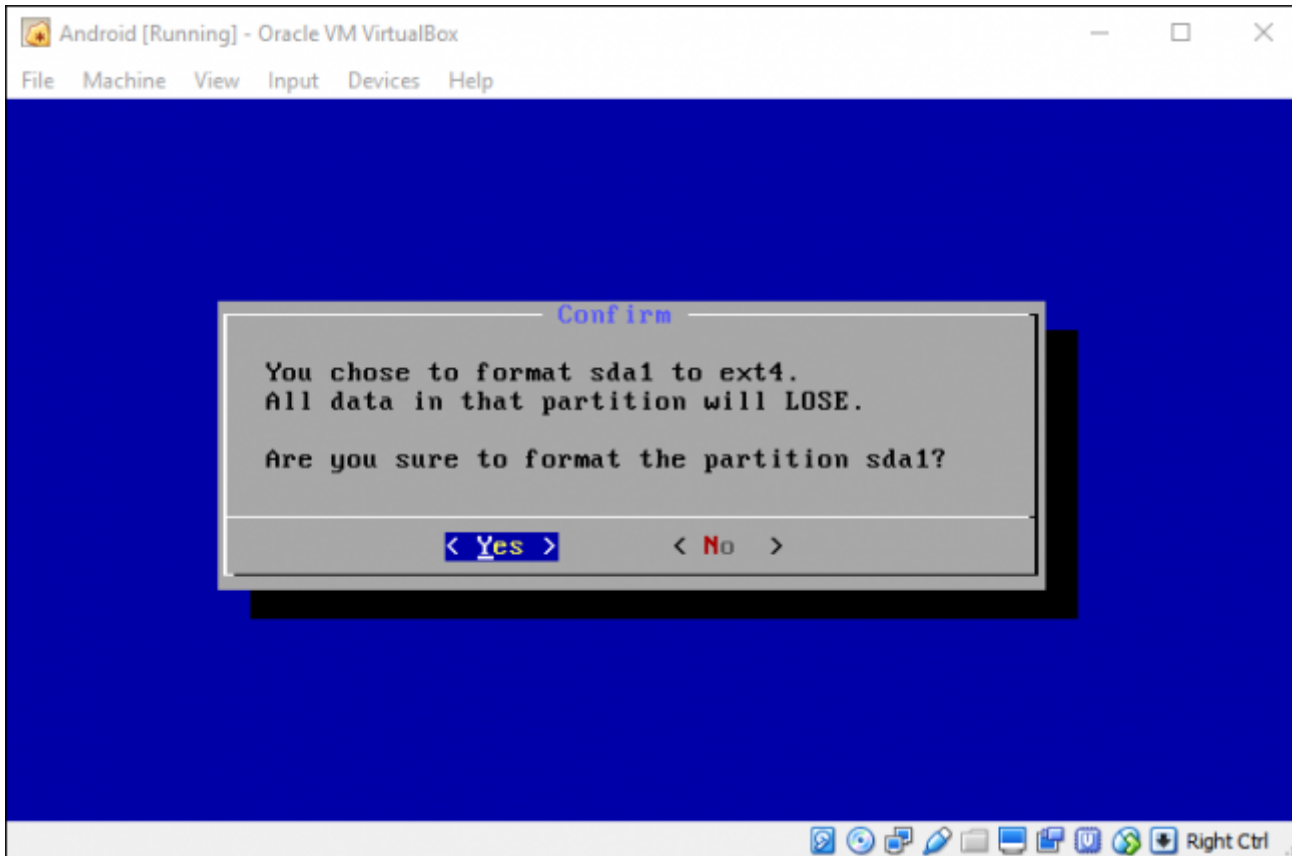 Android [Running] - Oracle VM VirtualBox
File Machine View Input Devices Help
Confirm
You chose to format sda1 to ext4.
All data in that partition will LOSE.
Are you sure to format the partition sda1?
< Yes > < No >
Right Ctrl